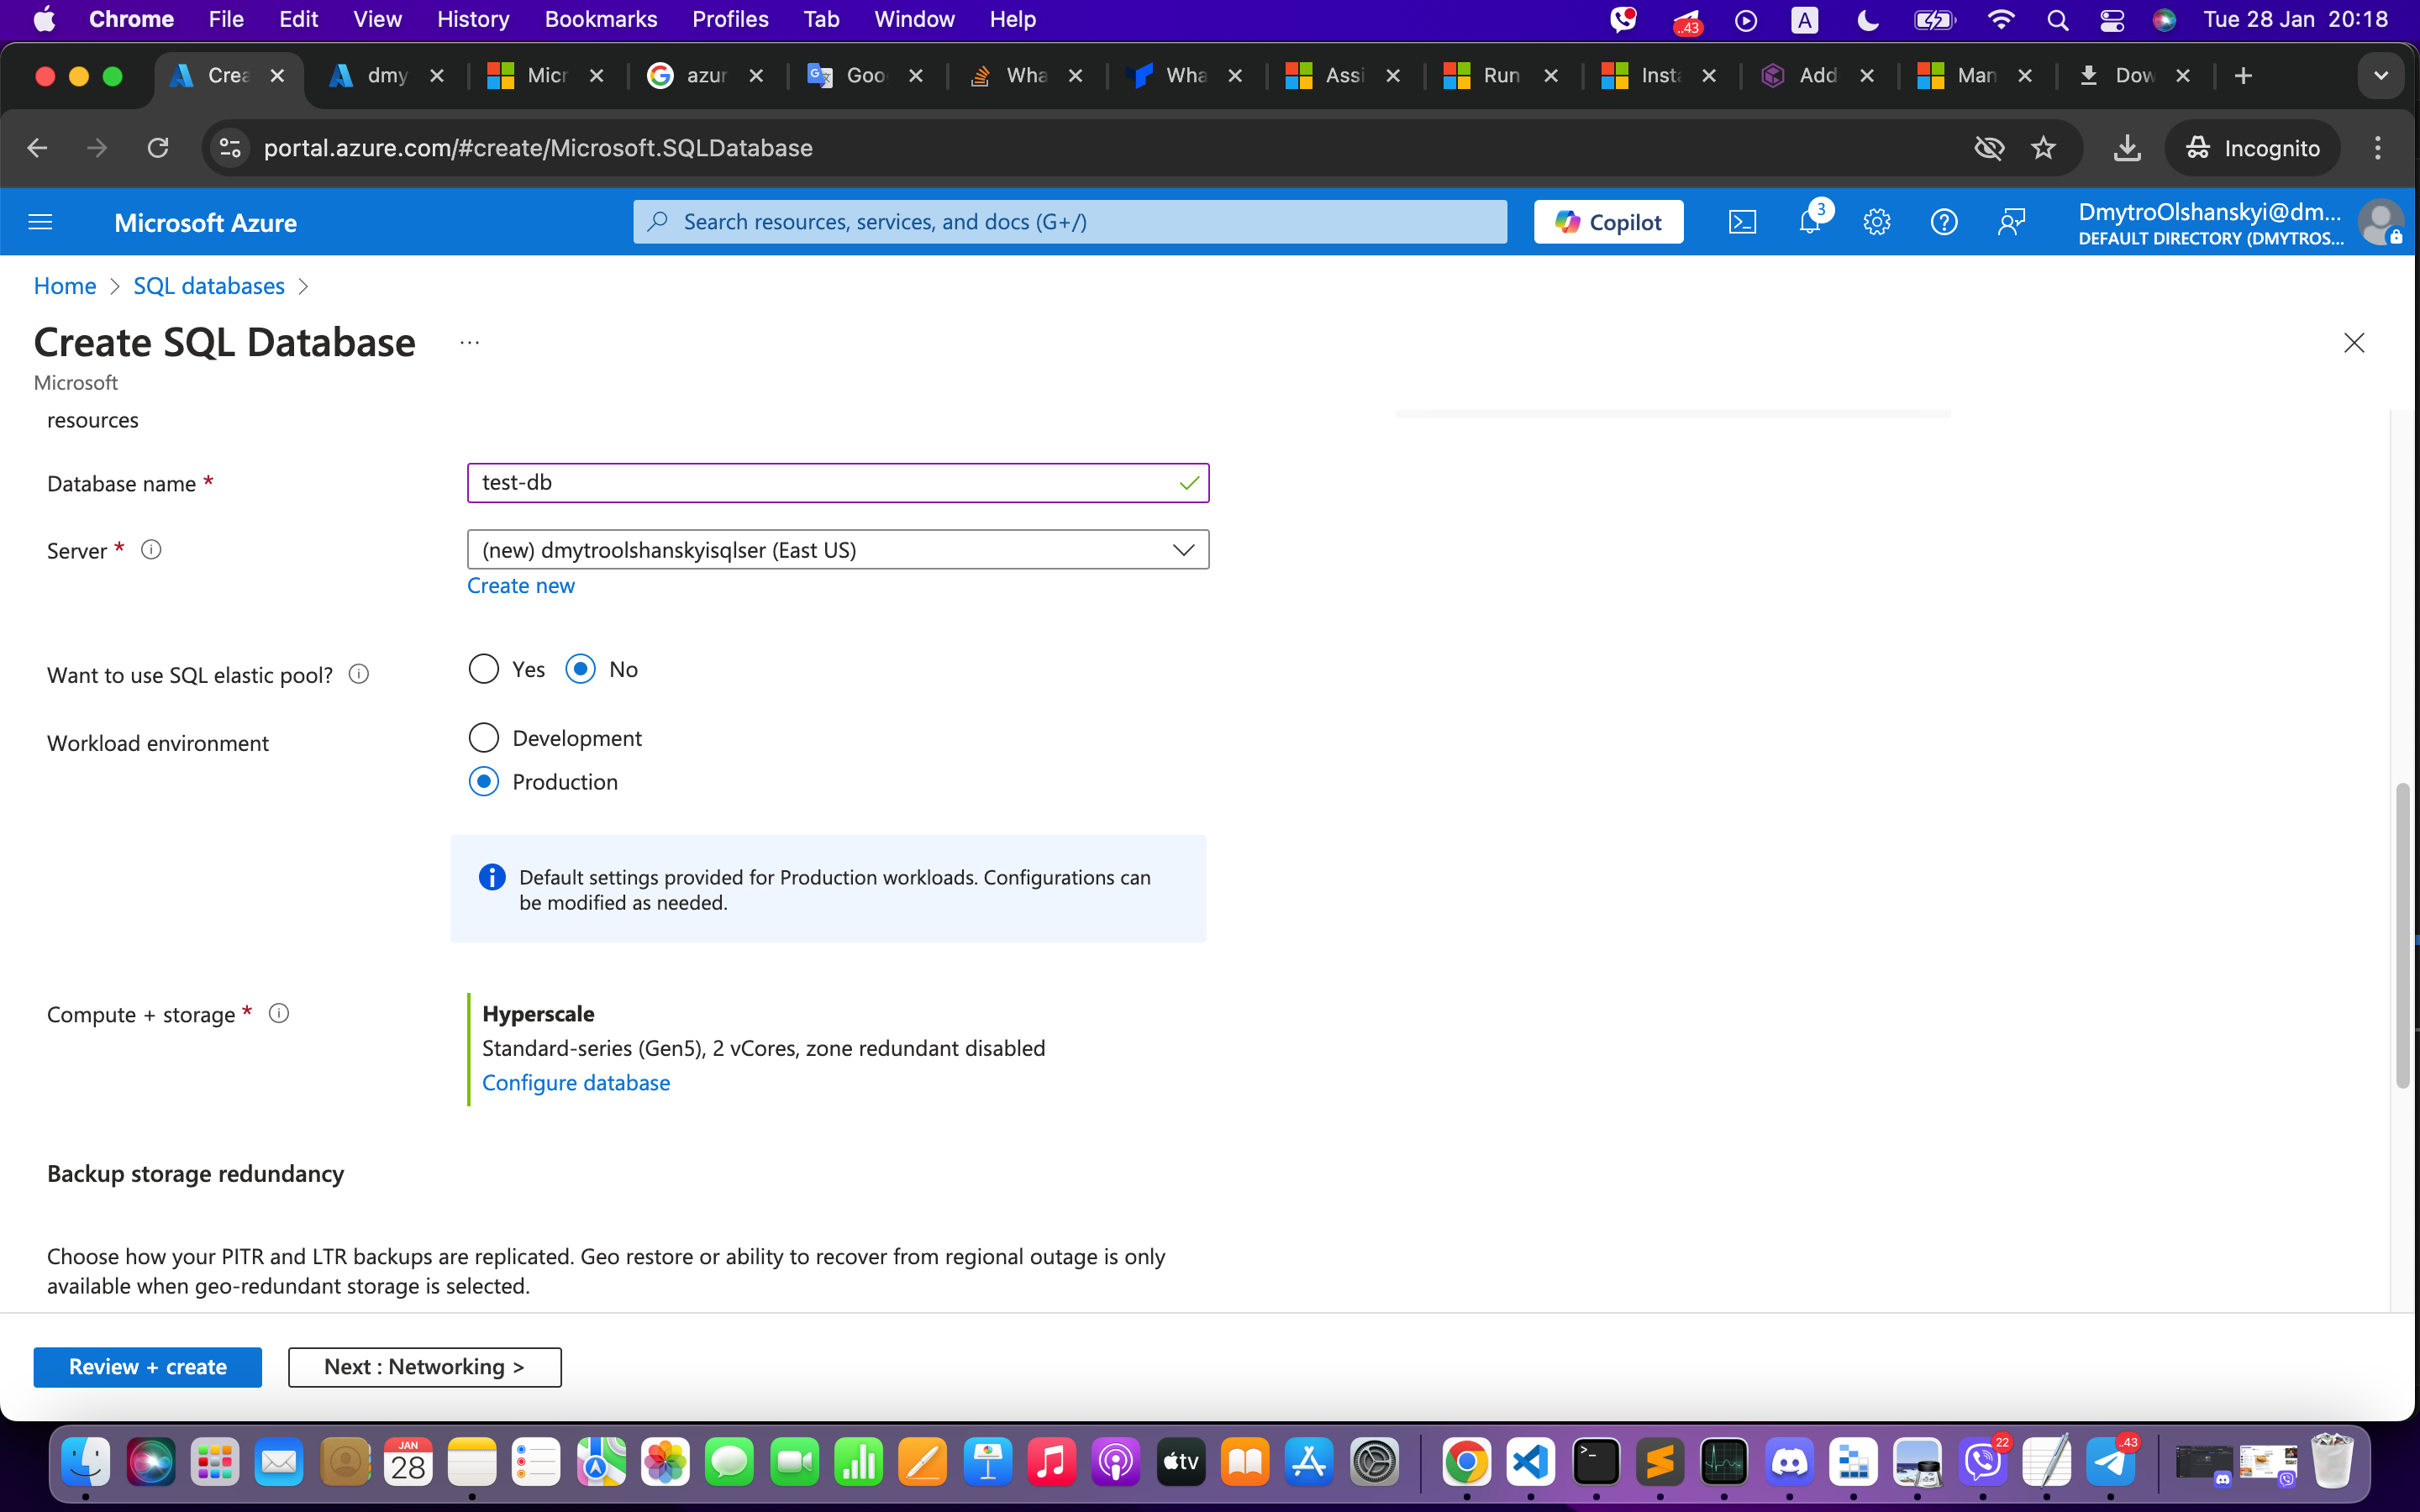 Chrome File Edit View History Bookmarks Profiles Tab Window Help ..43 A Tue 28 Jan 20:18
Crea dmy Micr azur Goo Wha Wha Assi Run Insta Add Man Dow
portal.azure.com/#create/Microsoft.SQLDatabase Incognito
Microsoft Azure Search resources, services, and docs (G+/) Copilot 3 DmytroOlshanskyi@dm...
DEFAULT DIRECTORY (DMYTROS...
Home > SQL databases >
Create SQL Database ...
Microsoft
resources
Database name * test-db
Server * (new) dmytroolshanskyisqlser (East US)
Create new
Want to use SQL elastic pool? Yes No
Workload environment Development
Production
Default settings provided for Production workloads. Configurations can
be modified as needed.
Compute + storage * Hyperscale
Standard-series (Gen5), 2 vCores, zone redundant disabled
Configure database
Backup storage redundancy
Choose how your PITR and LTR backups are replicated. Geo restore or ability to recover from regional outage is only
available when geo-redundant storage is selected.
Review + create Next : Networking >
JAN
28
tv
22
..43